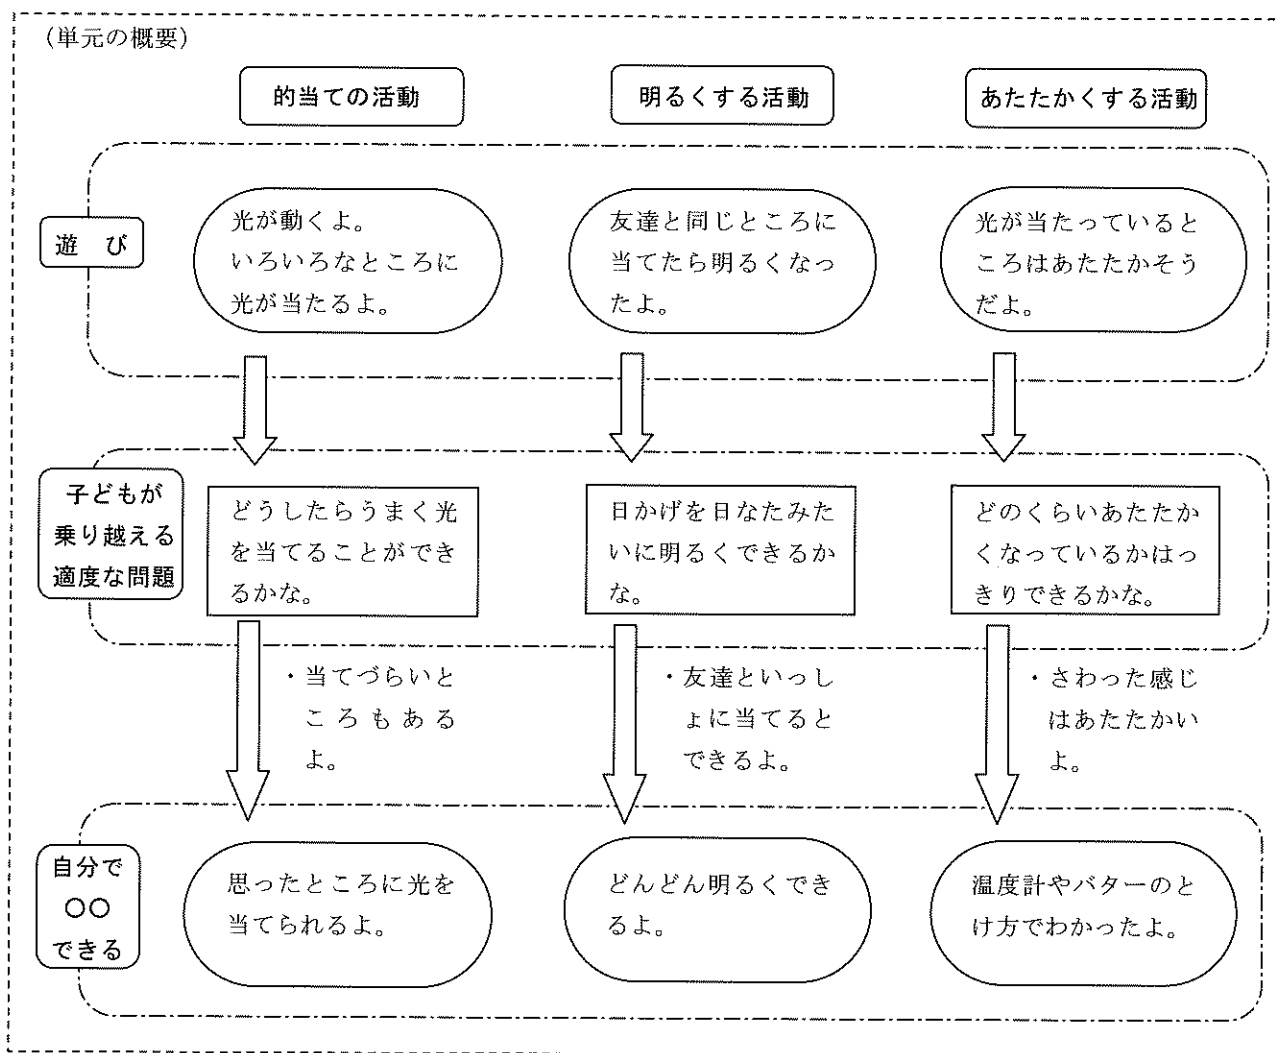 （単元の概要）
的当ての活動
明るくする活動
あたたかくする活動
遊　び
光が動くよ。
いろいろなところに
光が当たるよ。
友達と同じところに
当てたら明るくなっ
たよ。
光が当たっていると
ころはあたたかそう
だよ。
子どもが
乗り越える
適度な問題
どうしたらうまく光
を当てることができ
るかな。
日かげを日なたみた
いに明るくできるか
な。
どのくらいあたたか
くなっているかはっ
きりできるかな。
・当てづらいと
ころもある
よ。
・友達といっし
ょに当てると
できるよ。
・さわった感じ
はあたたかい
よ。
自分で
〇〇
できる
思ったところに光を
当てられるよ。
どんどん明るくでき
るよ。
温度計やバターのと
け方でわかったよ。